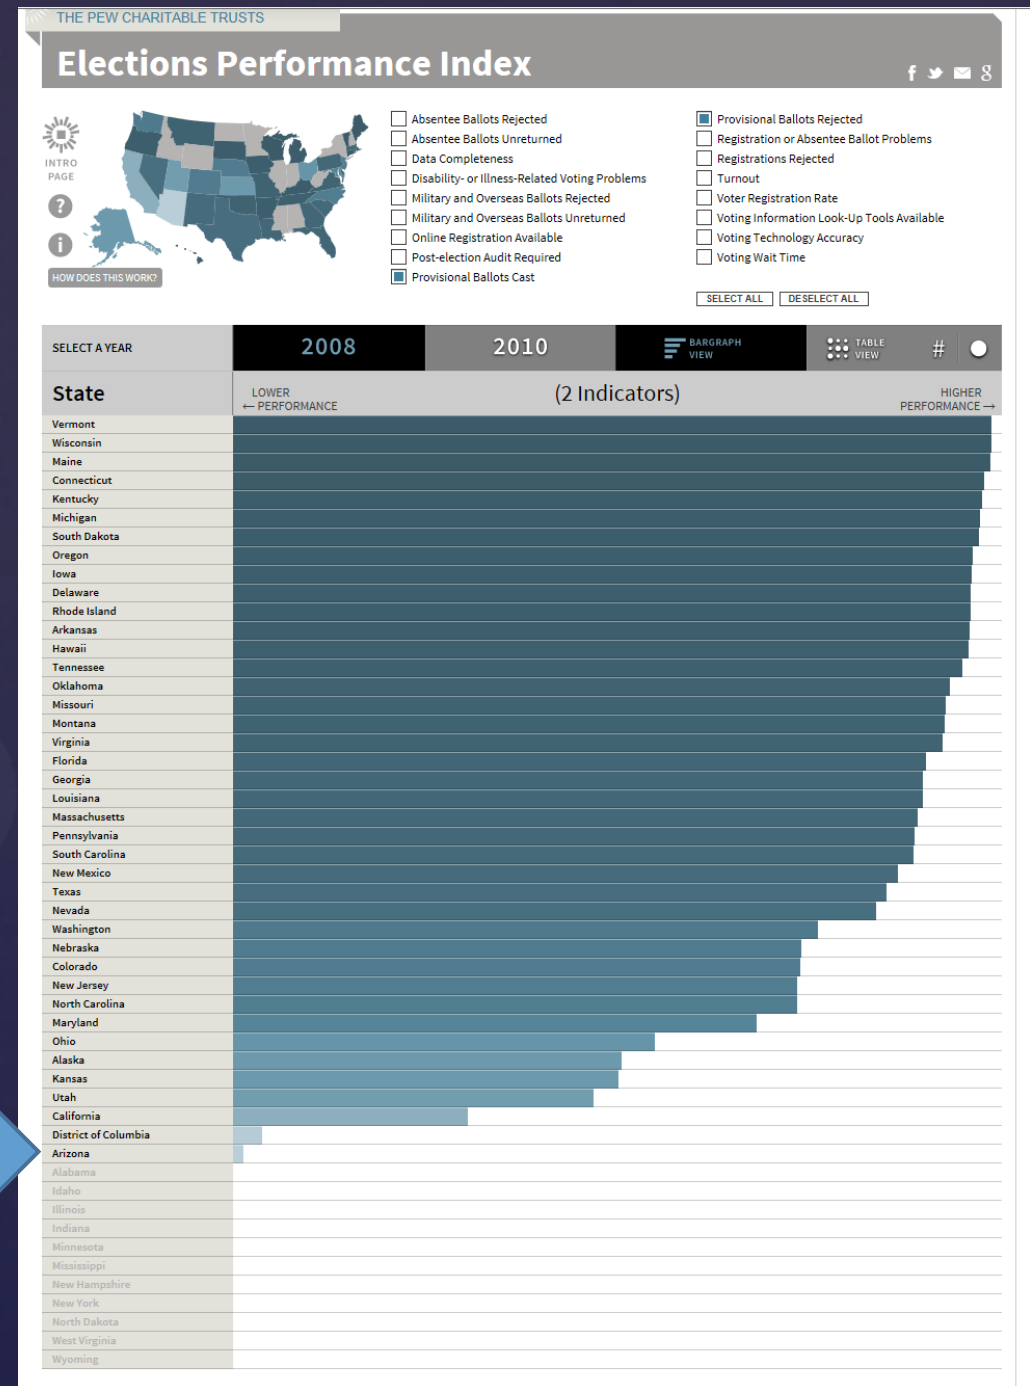 THE PEW CHARITABLE TRUSTS
Elections Performance Index
INTRO
PAGE
?
i
HOW DOES THIS WORK?
Absentee Ballots Rejected
Absentee Ballots Unreturned
Data Completeness
Disability- or Illness-Related Voting Problems
Military and Overseas Ballots Rejected
Military and Overseas Ballots Unreturned
Online Registration Available
Post-election Audit Required
Provisional Ballots Cast
Provisional Ballots Rejected
Registration or Absentee Ballot Problems
Registrations Rejected
Turnout
Voter Registration Rate
Voting Information Look-Up Tools Available
Voting Technology Accuracy
Voting Wait Time
SELECT ALL DESELECT ALL
SELECT A YEAR 2008 2010 BARGRAPH VIEW TABLE VIEW #
State
LOWER
← PERFORMANCE
(2 Indicators)
HIGHER
PERFORMANCE →
Vermont
Wisconsin
Maine
Connecticut
Kentucky
Michigan
South Dakota
Oregon
Iowa
Delaware
Rhode Island
Arkansas
Hawaii
Tennessee
Oklahoma
Missouri
Montana
Virginia
Florida
Georgia
Louisiana
Massachusetts
Pennsylvania
South Carolina
New Mexico
Texas
Nevada
Washington
Nebraska
Colorado
New Jersey
North Carolina
Maryland
Ohio
Alaska
Kansas
Utah
California
District of Columbia
Arizona
Alabama
Idaho
Illinois
Indiana
Minnesota
Mississippi
New Hampshire
New York
North Dakota
West Virginia
Wyoming